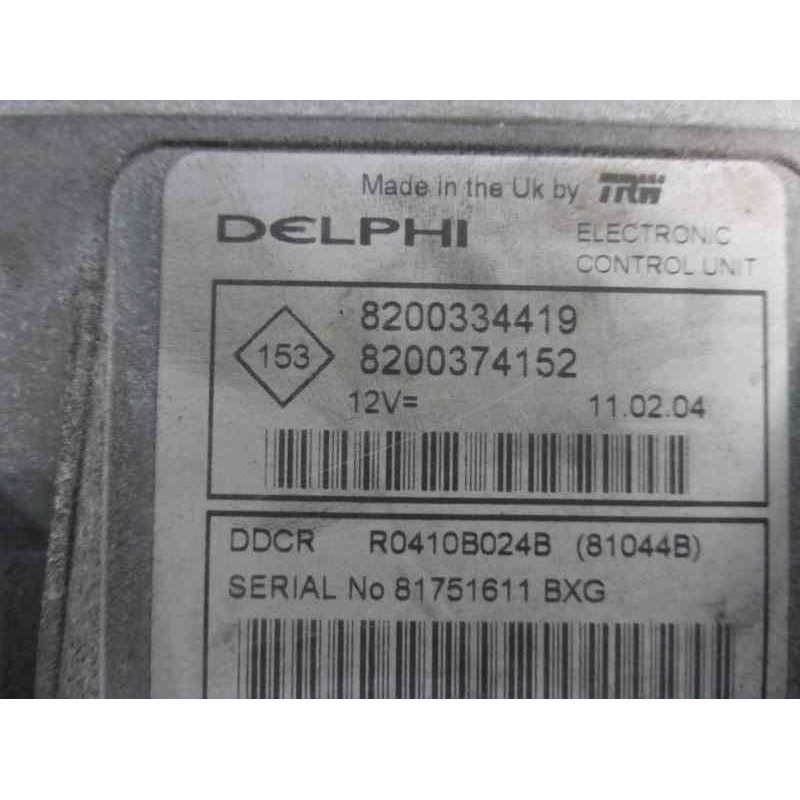 Made in the Uk by TRW
DELPHI ELECTRONIC
CONTROL UNIT
8200334419
153
8200374152
12V= 11.02.04
DDCR R0410B024B (81044B)
SERIAL No 81751611 BXG